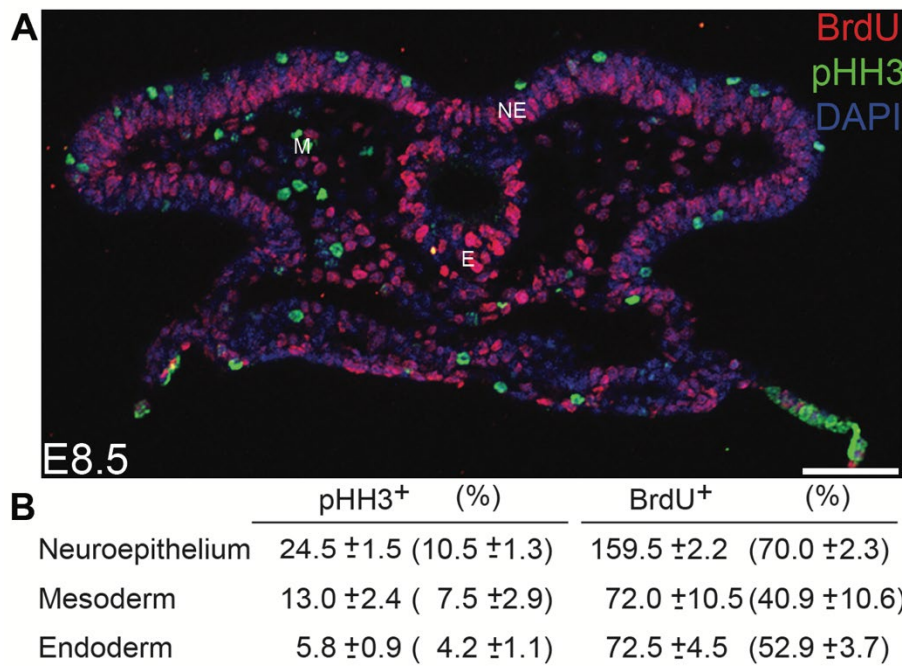 A
BrdU
pHH3
DAPI
NE
M
E
E8.5
B
pHH3+ (%) BrdU+ (%)
Neuroepithelium 24.5 ±1.5 (10.5 ±1.3) 159.5 ±2.2 (70.0 ±2.3)
Mesoderm 13.0 ±2.4 ( 7.5 ±2.9) 72.0 ±10.5 (40.9 ±10.6)
Endoderm 5.8 ±0.9 ( 4.2 ±1.1) 72.5 ±4.5 (52.9 ±3.7)